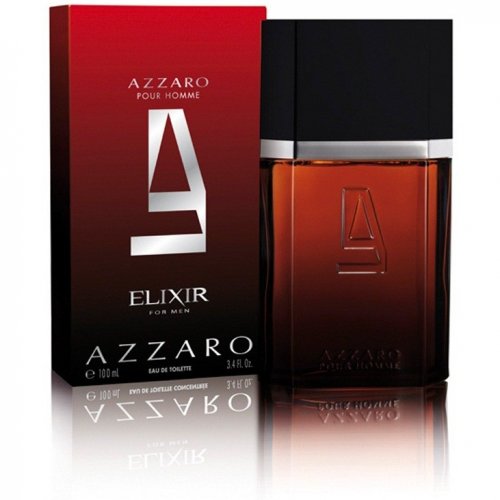 AZZARO
POUR HOMME
ELIXIR
FOR MEN
AZZARO
℮ 100 mL EAU DE TOILETTE 3.4 FL. Oz.
AZZARO
POUR HOMME